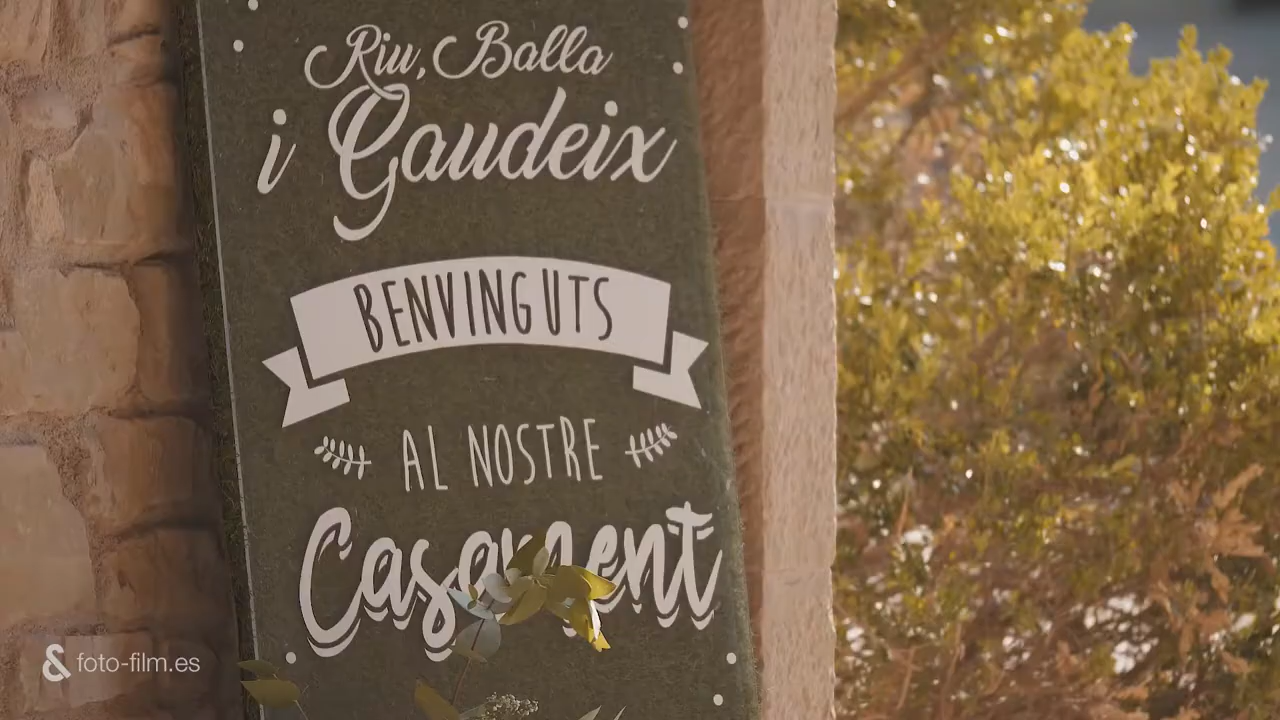 Riu, Balla
i Gaudeix
BENVINGUTS
AL NOSTRE
Casament
& foto-film.es